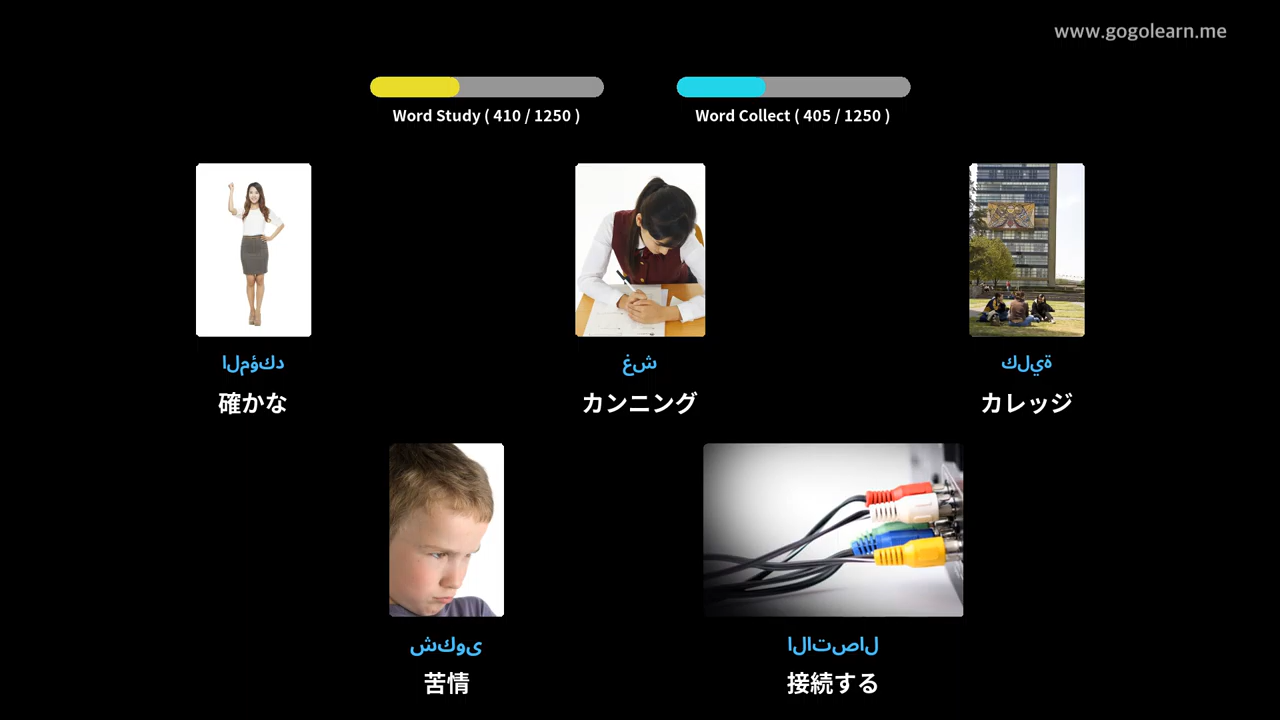 www.gogolearn.me
Word Study ( 410 / 1250 )
Word Collect ( 405 / 1250 )
المؤكد
確かな
غش
カンニング
كلية
カレッジ
شكوى
苦情
الاتصال
接続する